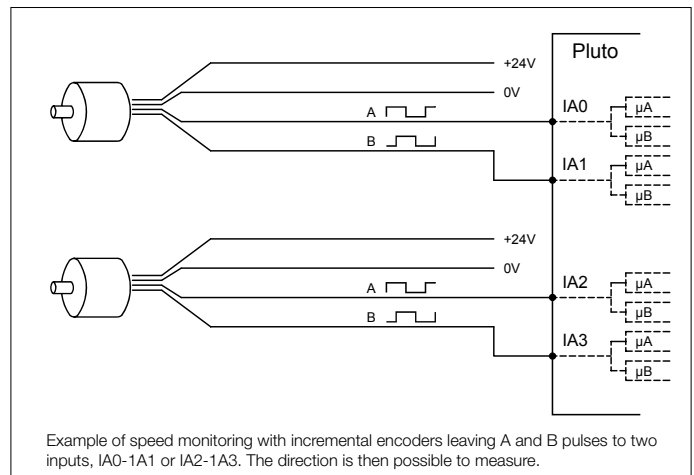 Pluto
+24V
0V
A
IA0
µA
µB
B
IA1
µA
µB
+24V
0V
A
IA2
µA
µB
B
IA3
µA
µB
Example of speed monitoring with incremental encoders leaving A and B pulses to two
inputs, IA0-1A1 or IA2-1A3. The direction is then possible to measure.